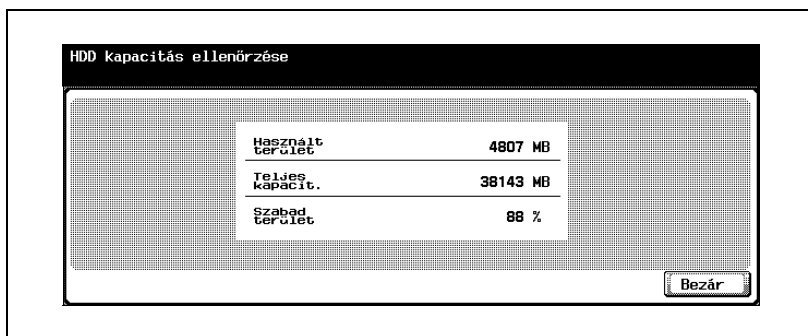 HDD kapacitás ellenőrzése
Használt
terület
4807 MB
Teljes
kapacit.
38143 MB
Szabad
terület
88 %
Bezár